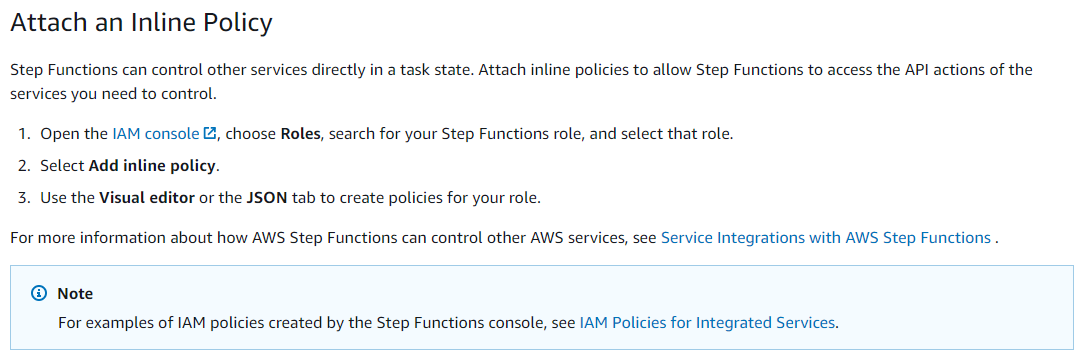 Attach an Inline Policy
Step Functions can control other services directly in a task state. Attach inline policies to allow Step Functions to access the API actions of the
services you need to control.
1. Open the IAM console, choose Roles, search for your Step Functions role, and select that role.
2. Select Add inline policy.
3. Use the Visual editor or the JSON tab to create policies for your role.
For more information about how AWS Step Functions can control other AWS services, see Service Integrations with AWS Step Functions .
Note
For examples of IAM policies created by the Step Functions console, see IAM Policies for Integrated Services.